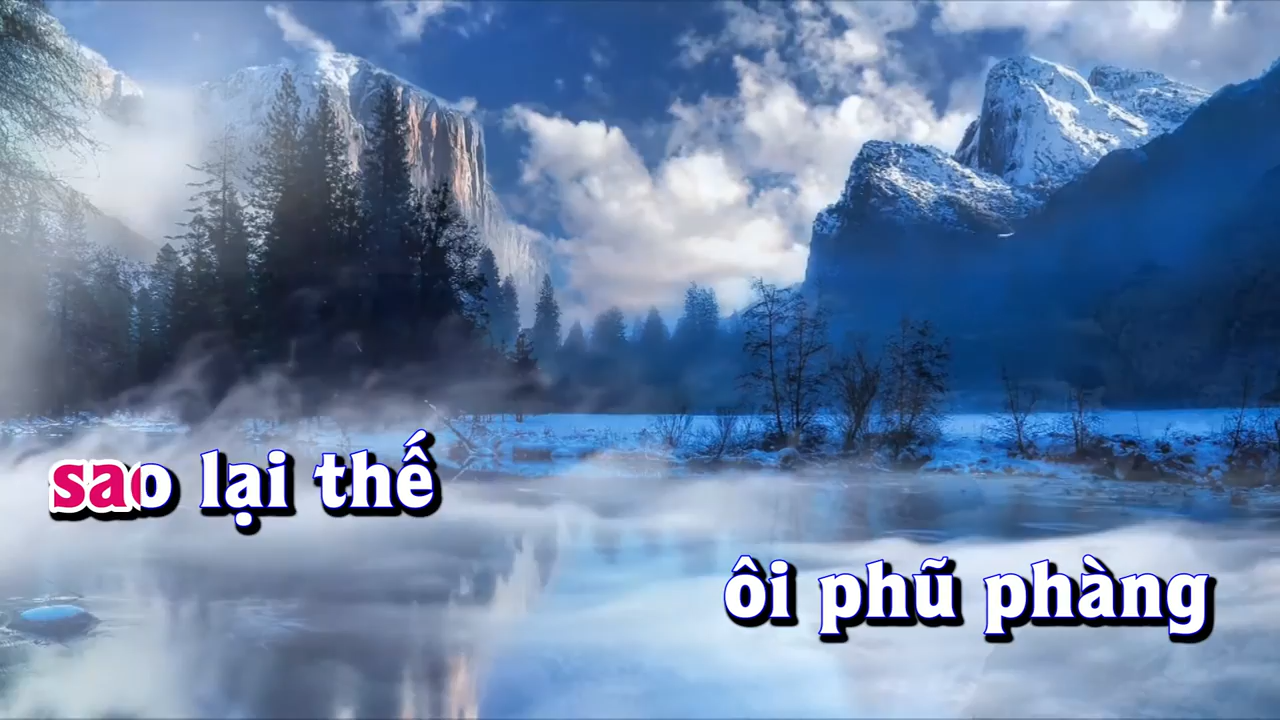 sao lại thế
ôi phũ phàng